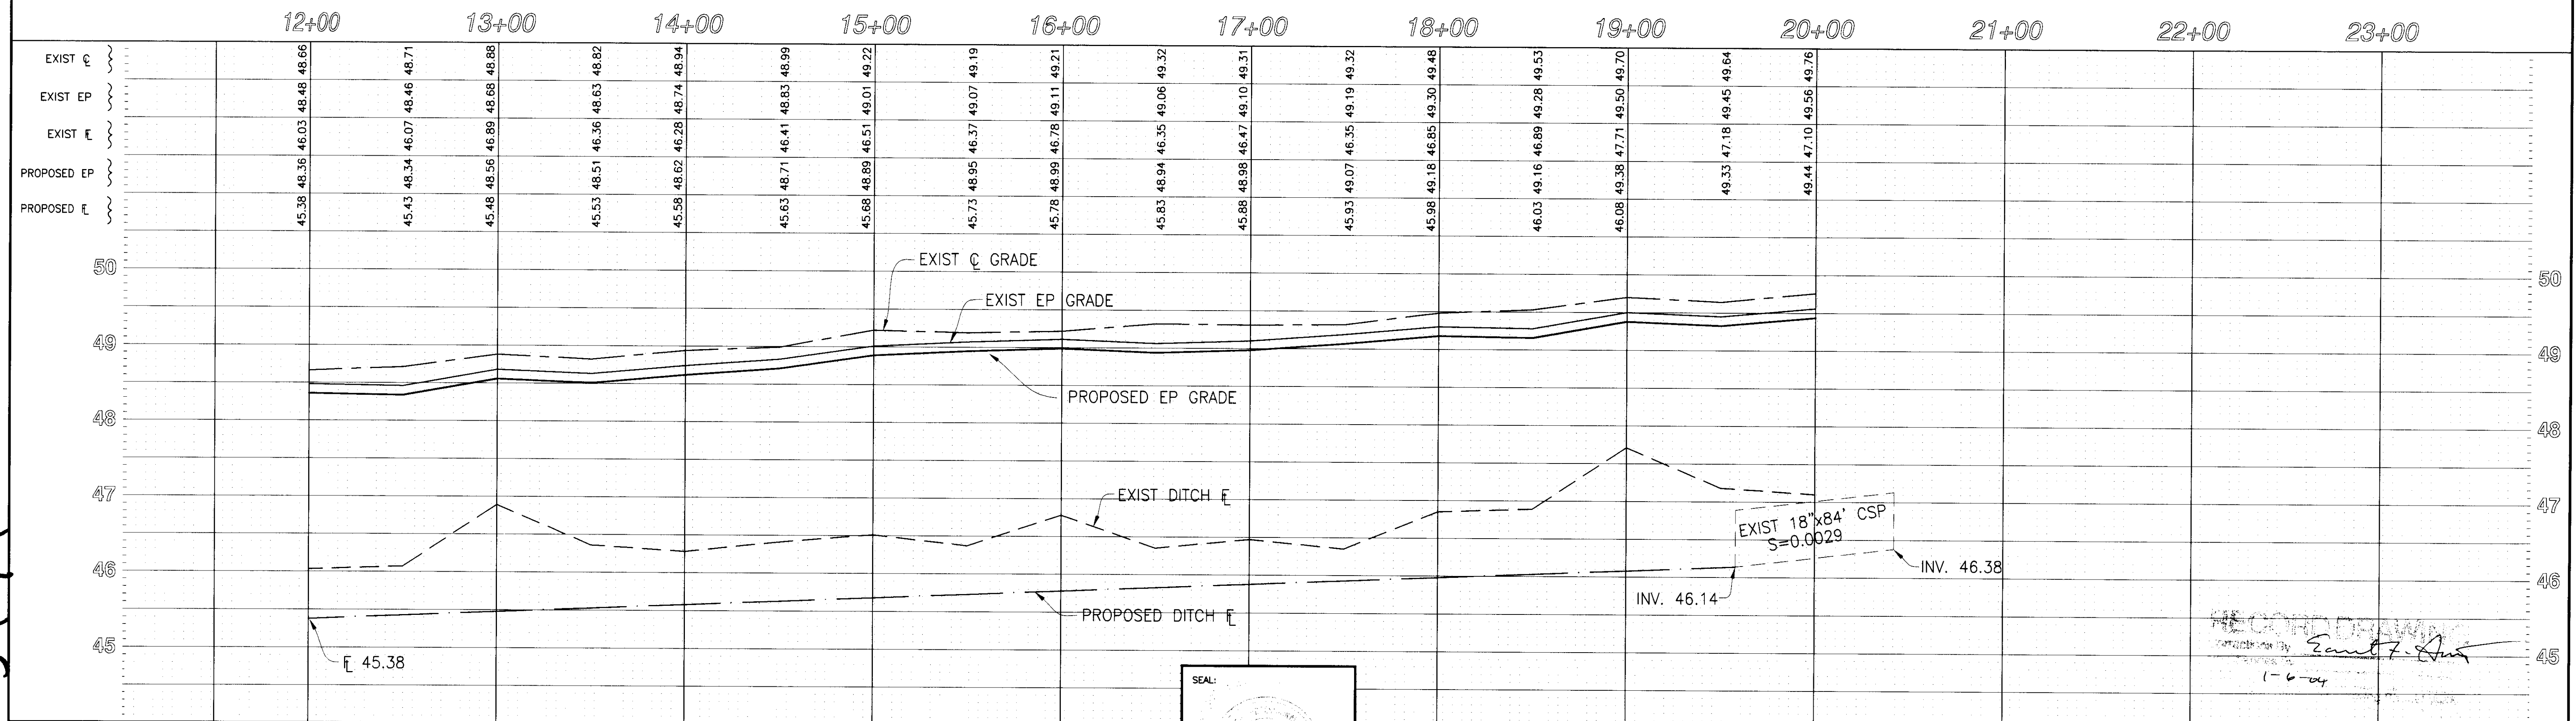 12+00 13+00 14+00 15+00 16+00 17+00 18+00 19+00 20+00 21+00 22+00 23+00
EXIST ℄ 48.66 48.71 48.88 48.82 48.94 48.99 49.22 49.19 49.21 49.32 49.31 49.32 49.48 49.53 49.70 49.64 49.76
EXIST EP 48.48 48.46 48.68 48.63 48.74 48.83 49.01 49.07 49.11 49.06 49.10 49.19 49.30 49.28 49.50 49.45 49.56
EXIST FL 46.03 46.07 46.89 46.36 46.28 46.41 46.51 46.37 46.78 46.35 46.47 46.35 46.85 46.89 47.71 47.18 47.10
PROPOSED EP 48.36 48.34 48.56 48.51 48.62 48.71 48.89 48.95 48.99 48.94 48.98 49.07 49.18 49.16 49.38 49.33 49.44
PROPOSED FL 45.38 45.43 45.48 45.53 45.58 45.63 45.68 45.73 45.78 45.83 45.88 45.93 45.98 46.03 46.08
EXIST ℄ GRADE
50 50
EXIST EP GRADE
49 49
PROPOSED EP GRADE
48 48
EXIST DITCH FL
47 47
EXIST 18"x84' CSP
S=0.0029
INV. 46.38
46 46
INV. 46.14
PROPOSED DITCH FL
RECORD DRAWING
45 45
FL 45.38
SEAL:
1-6-04